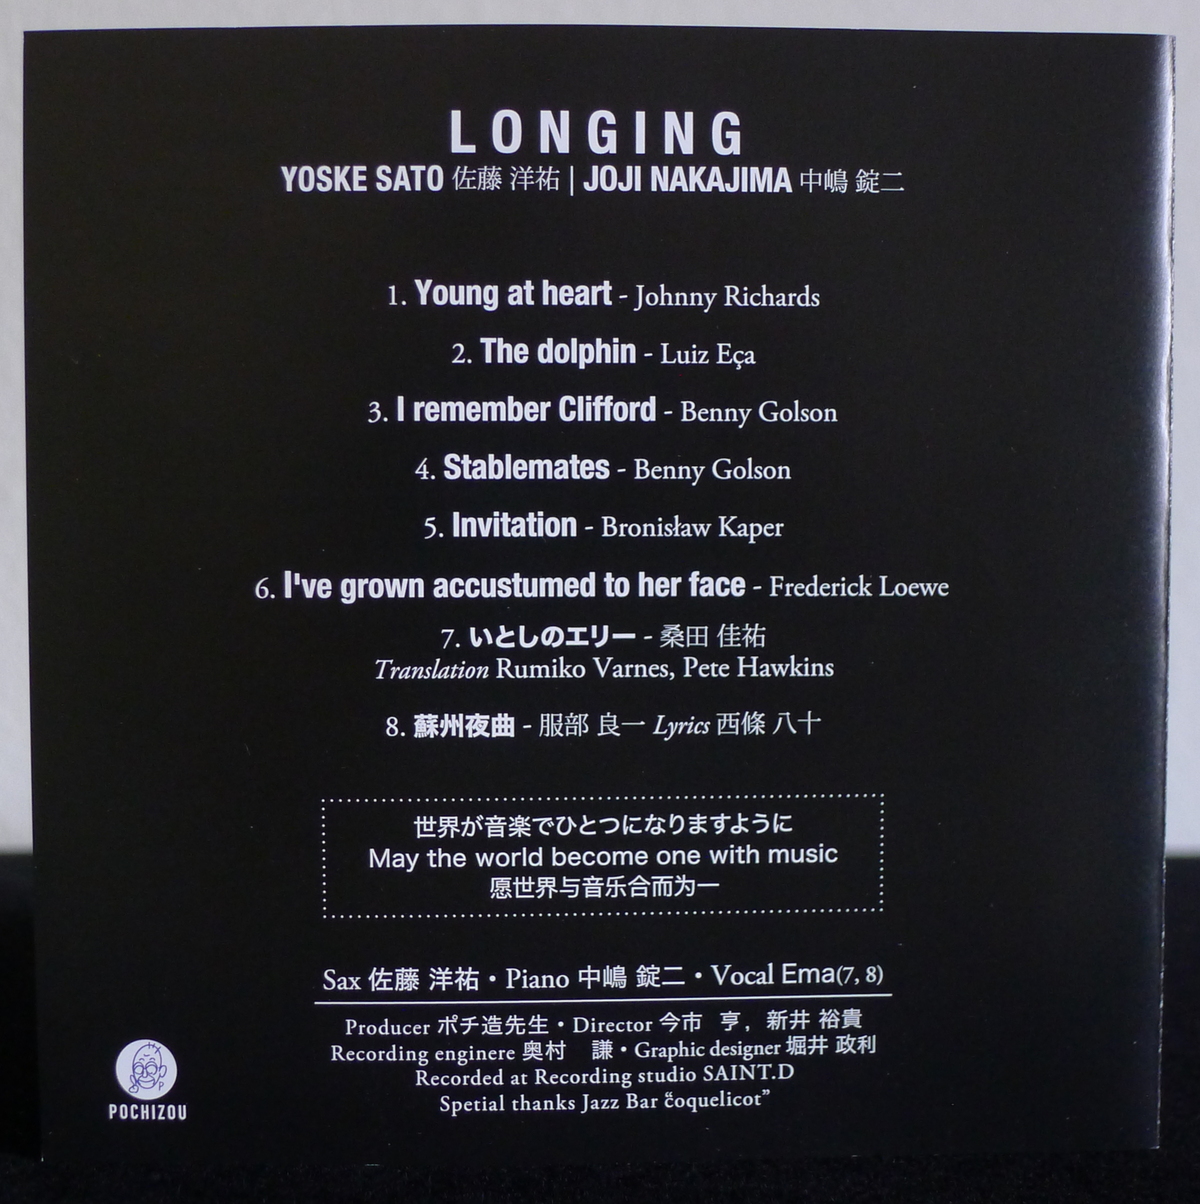 LONGING
YOSKE SATO 佐藤 洋祐 | JOJI NAKAJIMA 中嶋 錠二
1. Young at heart - Johnny Richards
2. The dolphin - Luiz Eça
3. I remember Clifford - Benny Golson
4. Stablemates - Benny Golson
5. Invitation - Bronisław Kaper
6. I've grown accustumed to her face - Frederick Loewe
7. いとしのエリー - 桑田 佳祐
Translation Rumiko Varnes, Pete Hawkins
8. 蘇州夜曲 - 服部 良一 Lyrics 西條 八十
世界が音楽でひとつになりますように
May the world become one with music
愿世界与音乐合而为一
Sax 佐藤 洋祐・Piano 中嶋 錠二・Vocal Ema(7, 8)
Producer ポチ造先生・Director 今市 亨, 新井 裕貴
Recording enginere 奥村 謙・Graphic designer 堀井 政利
Recorded at Recording studio SAINT.D
Spetial thanks Jazz Bar “coquelicot”
POCHIZOU